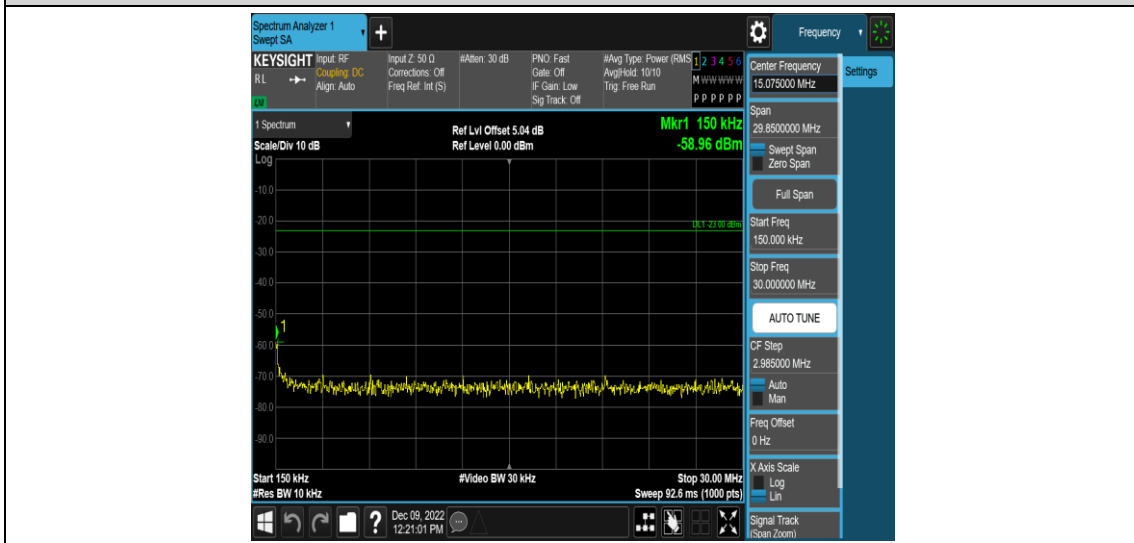 Spectrum Analyzer 1
Swept SA
+
Frequency
KEYSIGHT
RL
Input: RF
Coupling: DC
Align: Auto
Input Z: 50 Ω
Corrections: Off
Freq Ref: Int (S)
#Atten: 30 dB
PNO: Fast
Gate: Off
IF Gain: Low
Sig Track: Off
#Avg Type: Power (RMS
Avg|Hold: 10/10
Trig: Free Run
1 2 3 4 5 6
M W W W W W
P P P P P P
1 Spectrum
Scale/Div 10 dB
Ref Lvl Offset 5.04 dB
Ref Level 0.00 dBm
Mkr1 150 kHz
-58.96 dBm
Log
-10.0
-20.0
DL1 -23.00 dBm
-30.0
-40.0
-50.0
1
-60.0
-70.0
-80.0
-90.0
Start 150 kHz
#Video BW 30 kHz
Stop 30.00 MHz
#Res BW 10 kHz
Sweep 92.6 ms (1000 pts)
?
Dec 09, 2022
12:21:01 PM
Center Frequency
15.075000 MHz
Settings
Span
29.8500000 MHz
Swept Span
Zero Span
Full Span
Start Freq
150.000 kHz
Stop Freq
30.000000 MHz
AUTO TUNE
CF Step
2.985000 MHz
Auto
Man
Freq Offset
0 Hz
X Axis Scale
Log
Lin
Signal Track
(Span Zoom)